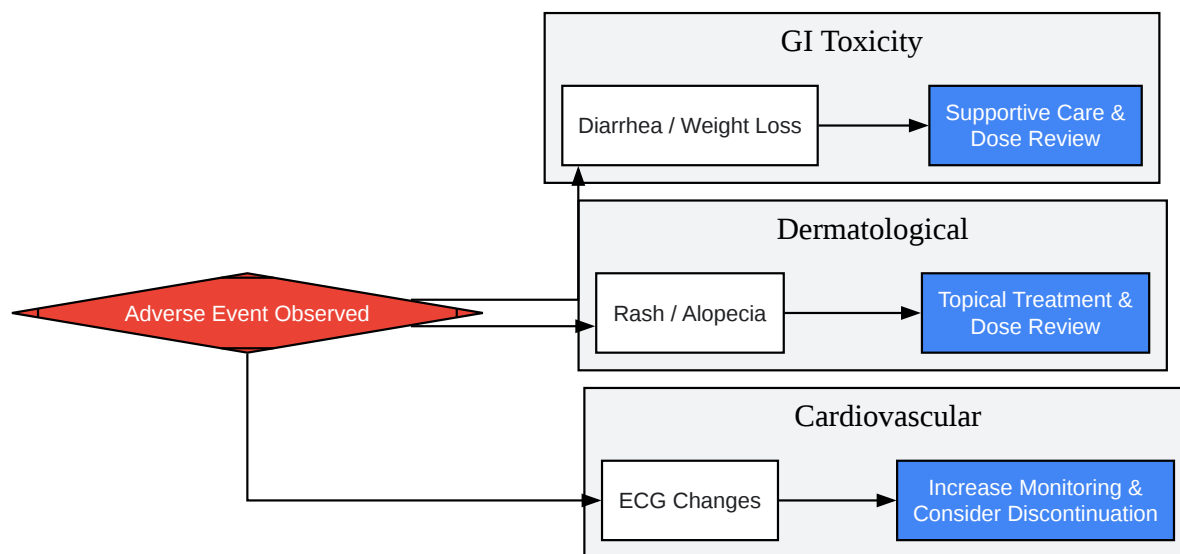 GI Toxicity
Diarrhea / Weight Loss
Supportive Care &
Dose Review
Dermatological
Adverse Event Observed
Rash / Alopecia
Topical Treatment &
Dose Review
Cardiovascular
ECG Changes
Increase Monitoring &
Consider Discontinuation